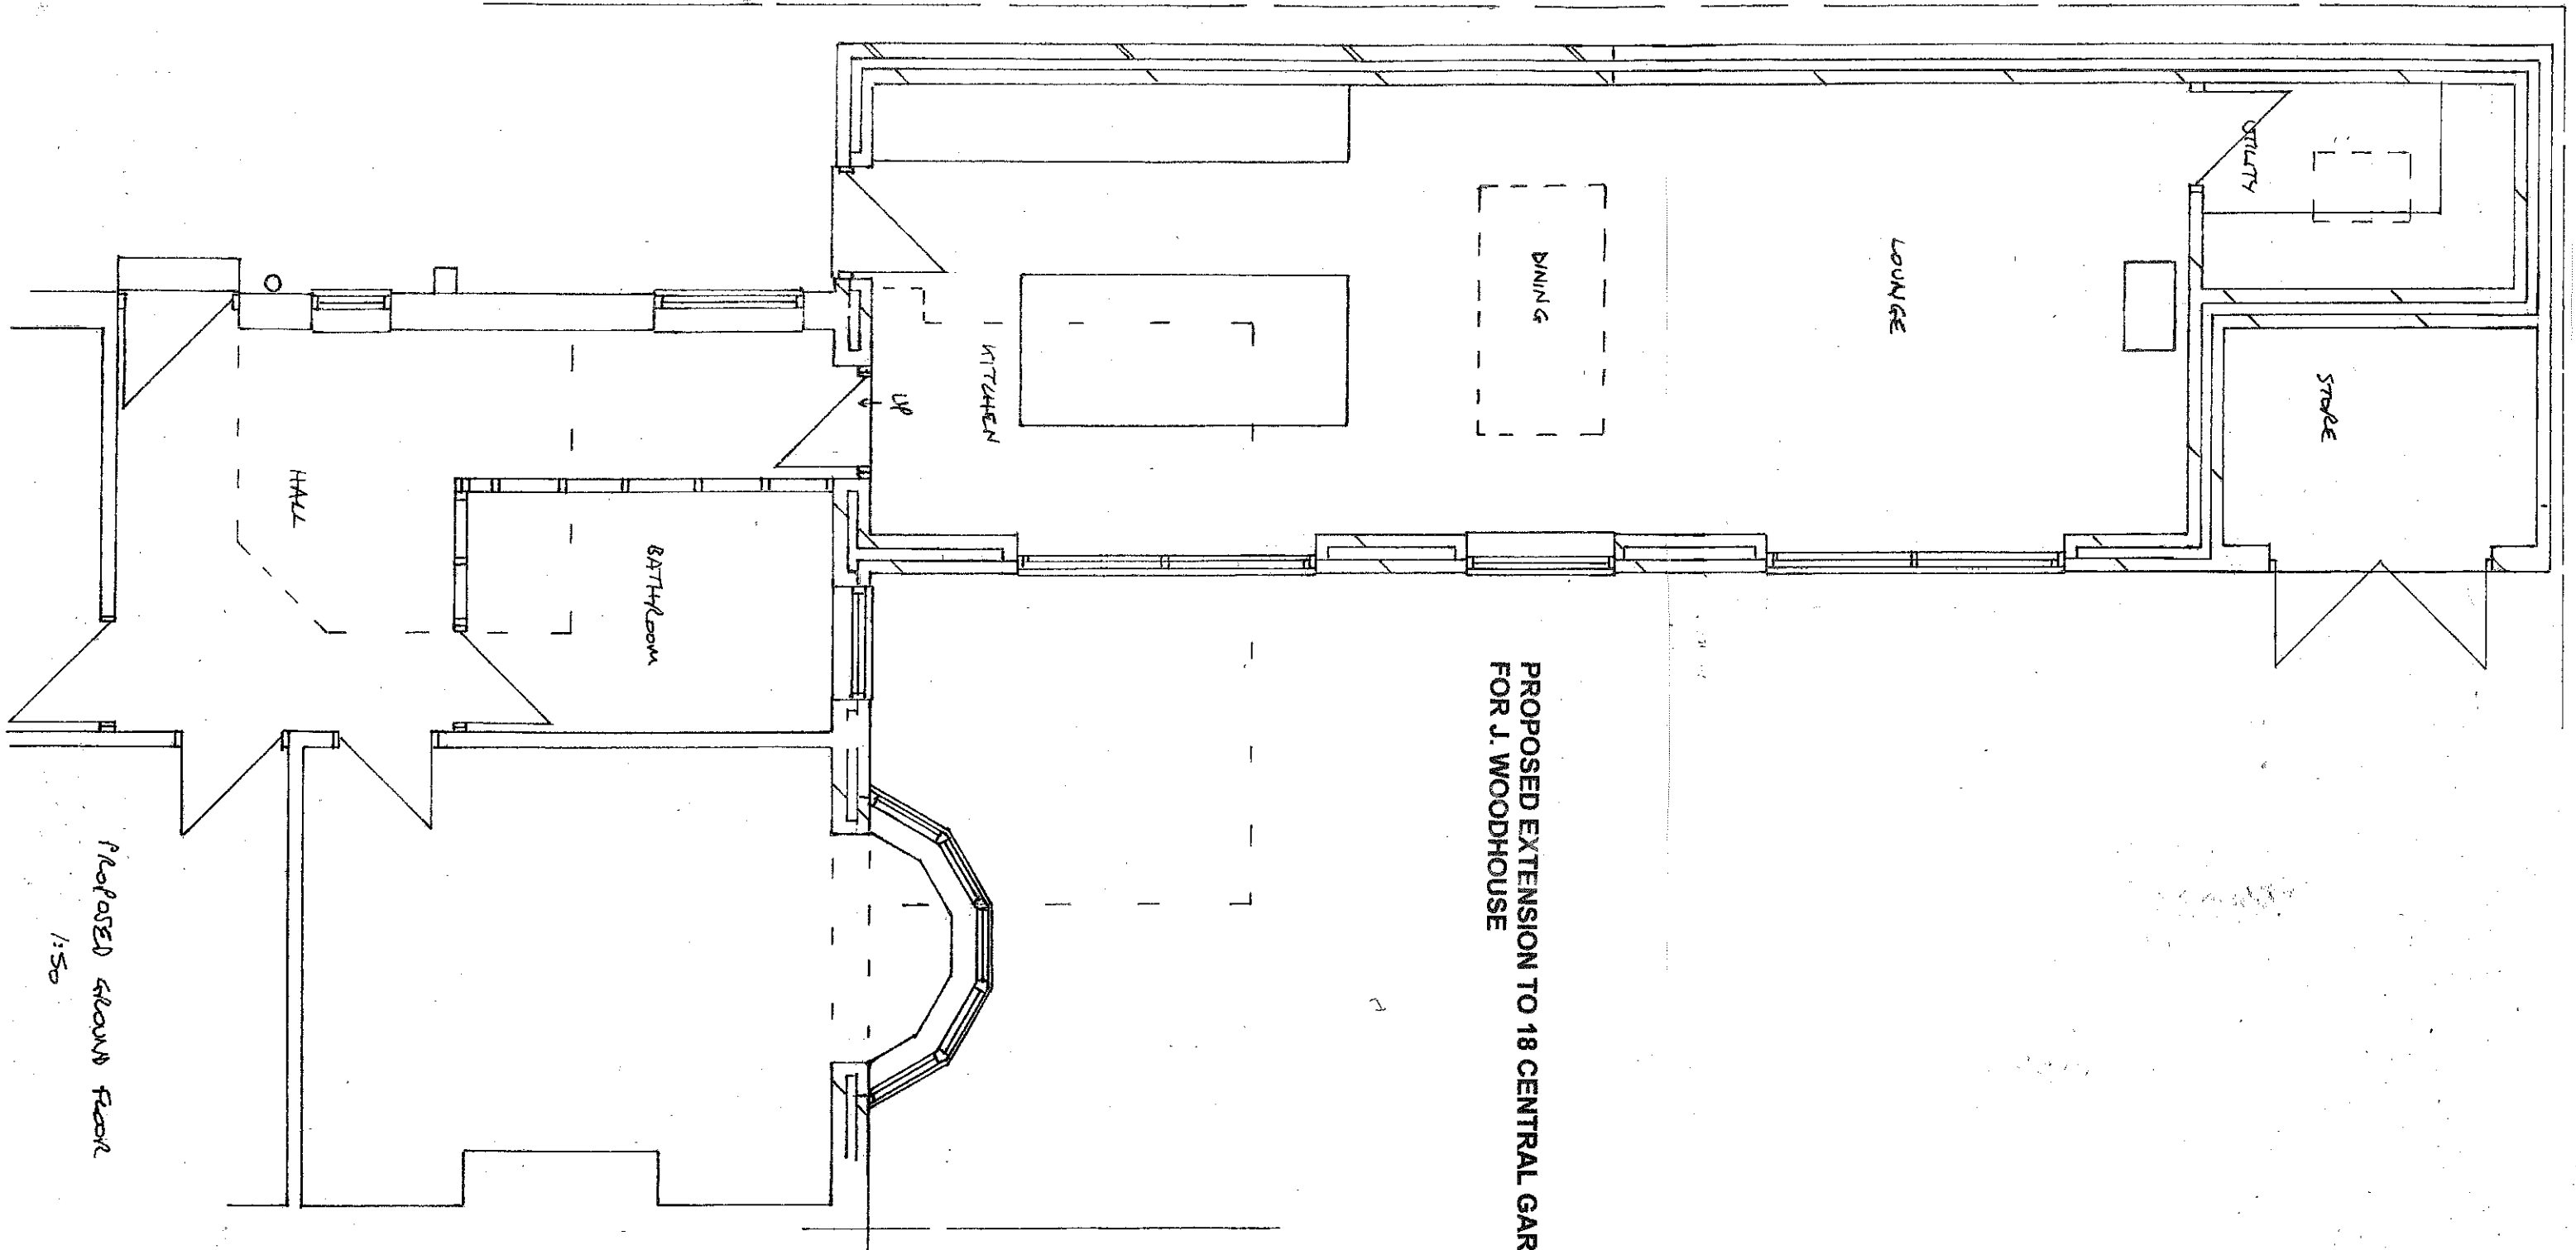 UTILITY
LOUNGE
DINING
STORE
KITCHEN
UP
HALL
BATHROOM
PROPOSED EXTENSION TO 18 CENTRAL GAR
FOR J. WOODHOUSE
PROPOSED GROUND FLOOR
1:50